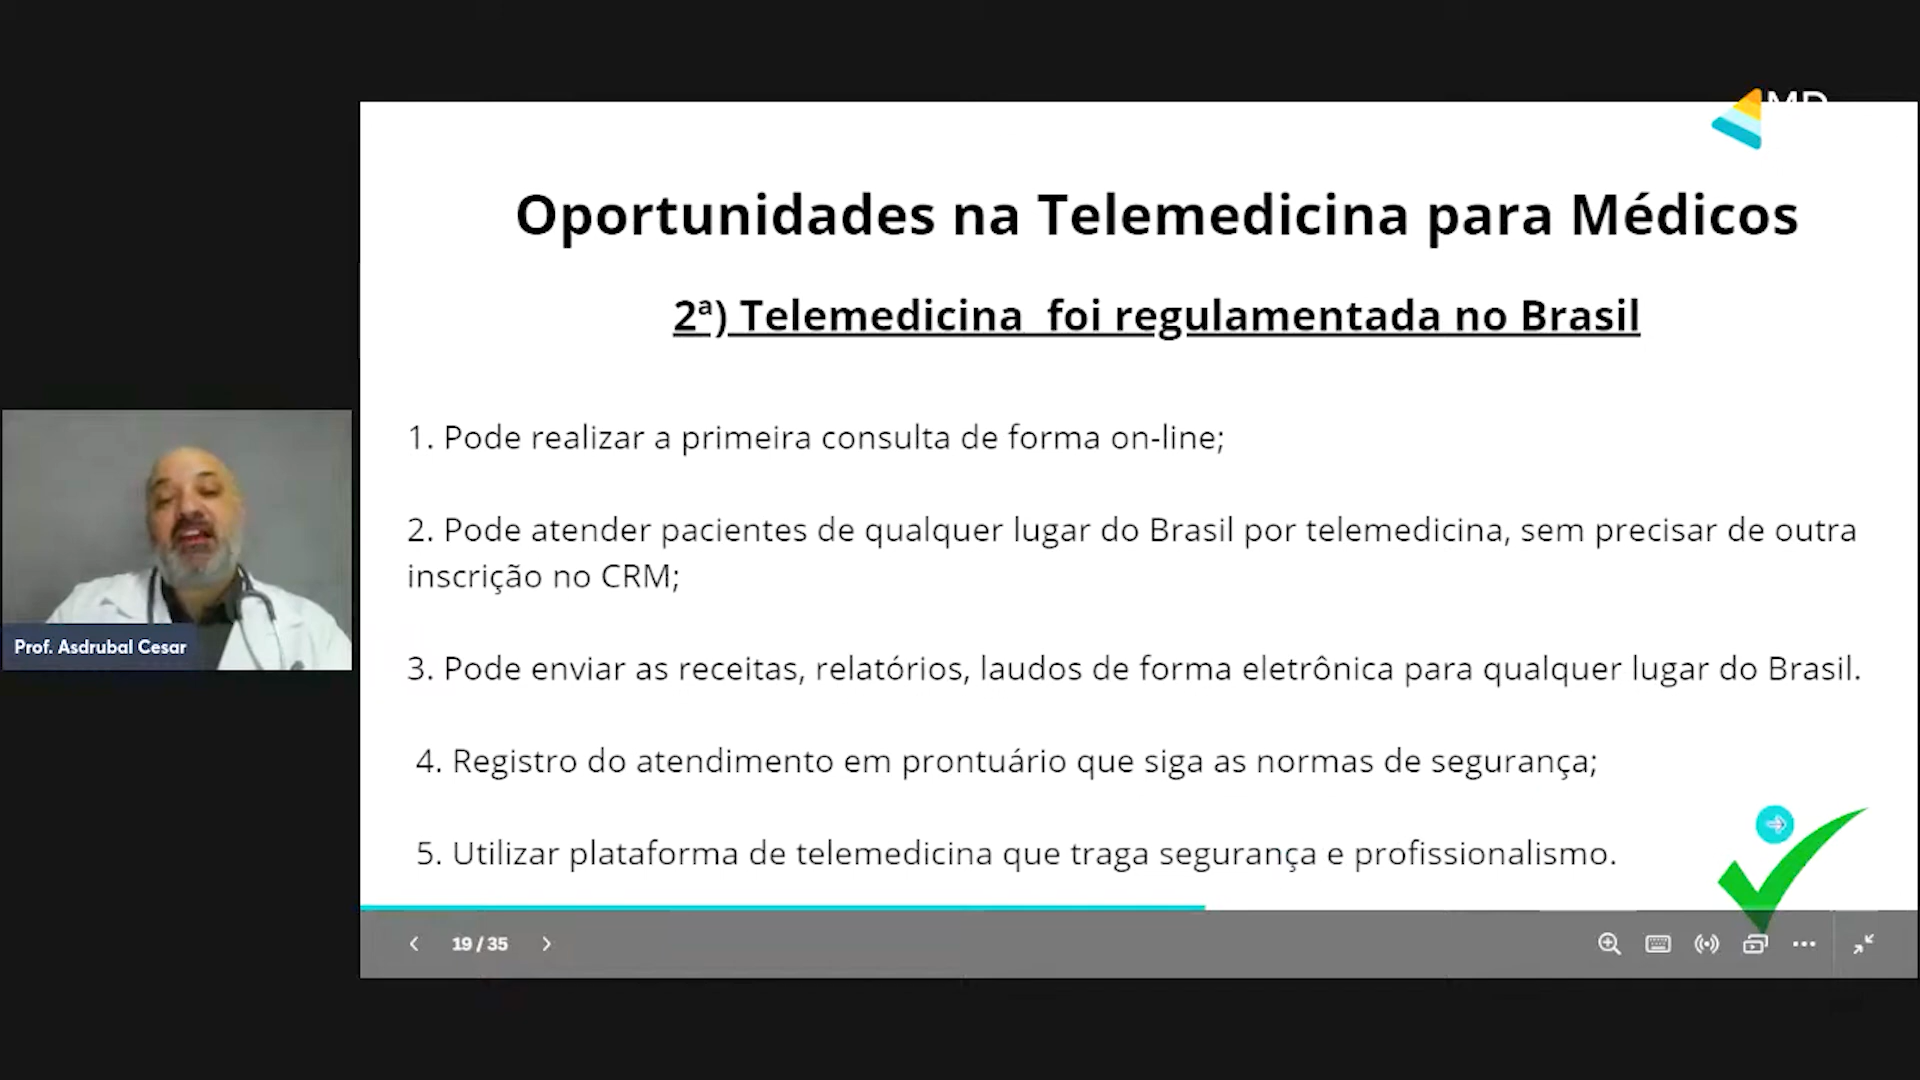 MD
Oportunidades na Telemedicina para Médicos
2ª) Telemedicina  foi regulamentada no Brasil
1. Pode realizar a primeira consulta de forma on-line;
2. Pode atender pacientes de qualquer lugar do Brasil por telemedicina, sem precisar de outra
inscrição no CRM;
3. Pode enviar as receitas, relatórios, laudos de forma eletrônica para qualquer lugar do Brasil.
4. Registro do atendimento em prontuário que siga as normas de segurança;
5. Utilizar plataforma de telemedicina que traga segurança e profissionalismo.
Prof. Asdrubal Cesar
19 / 35